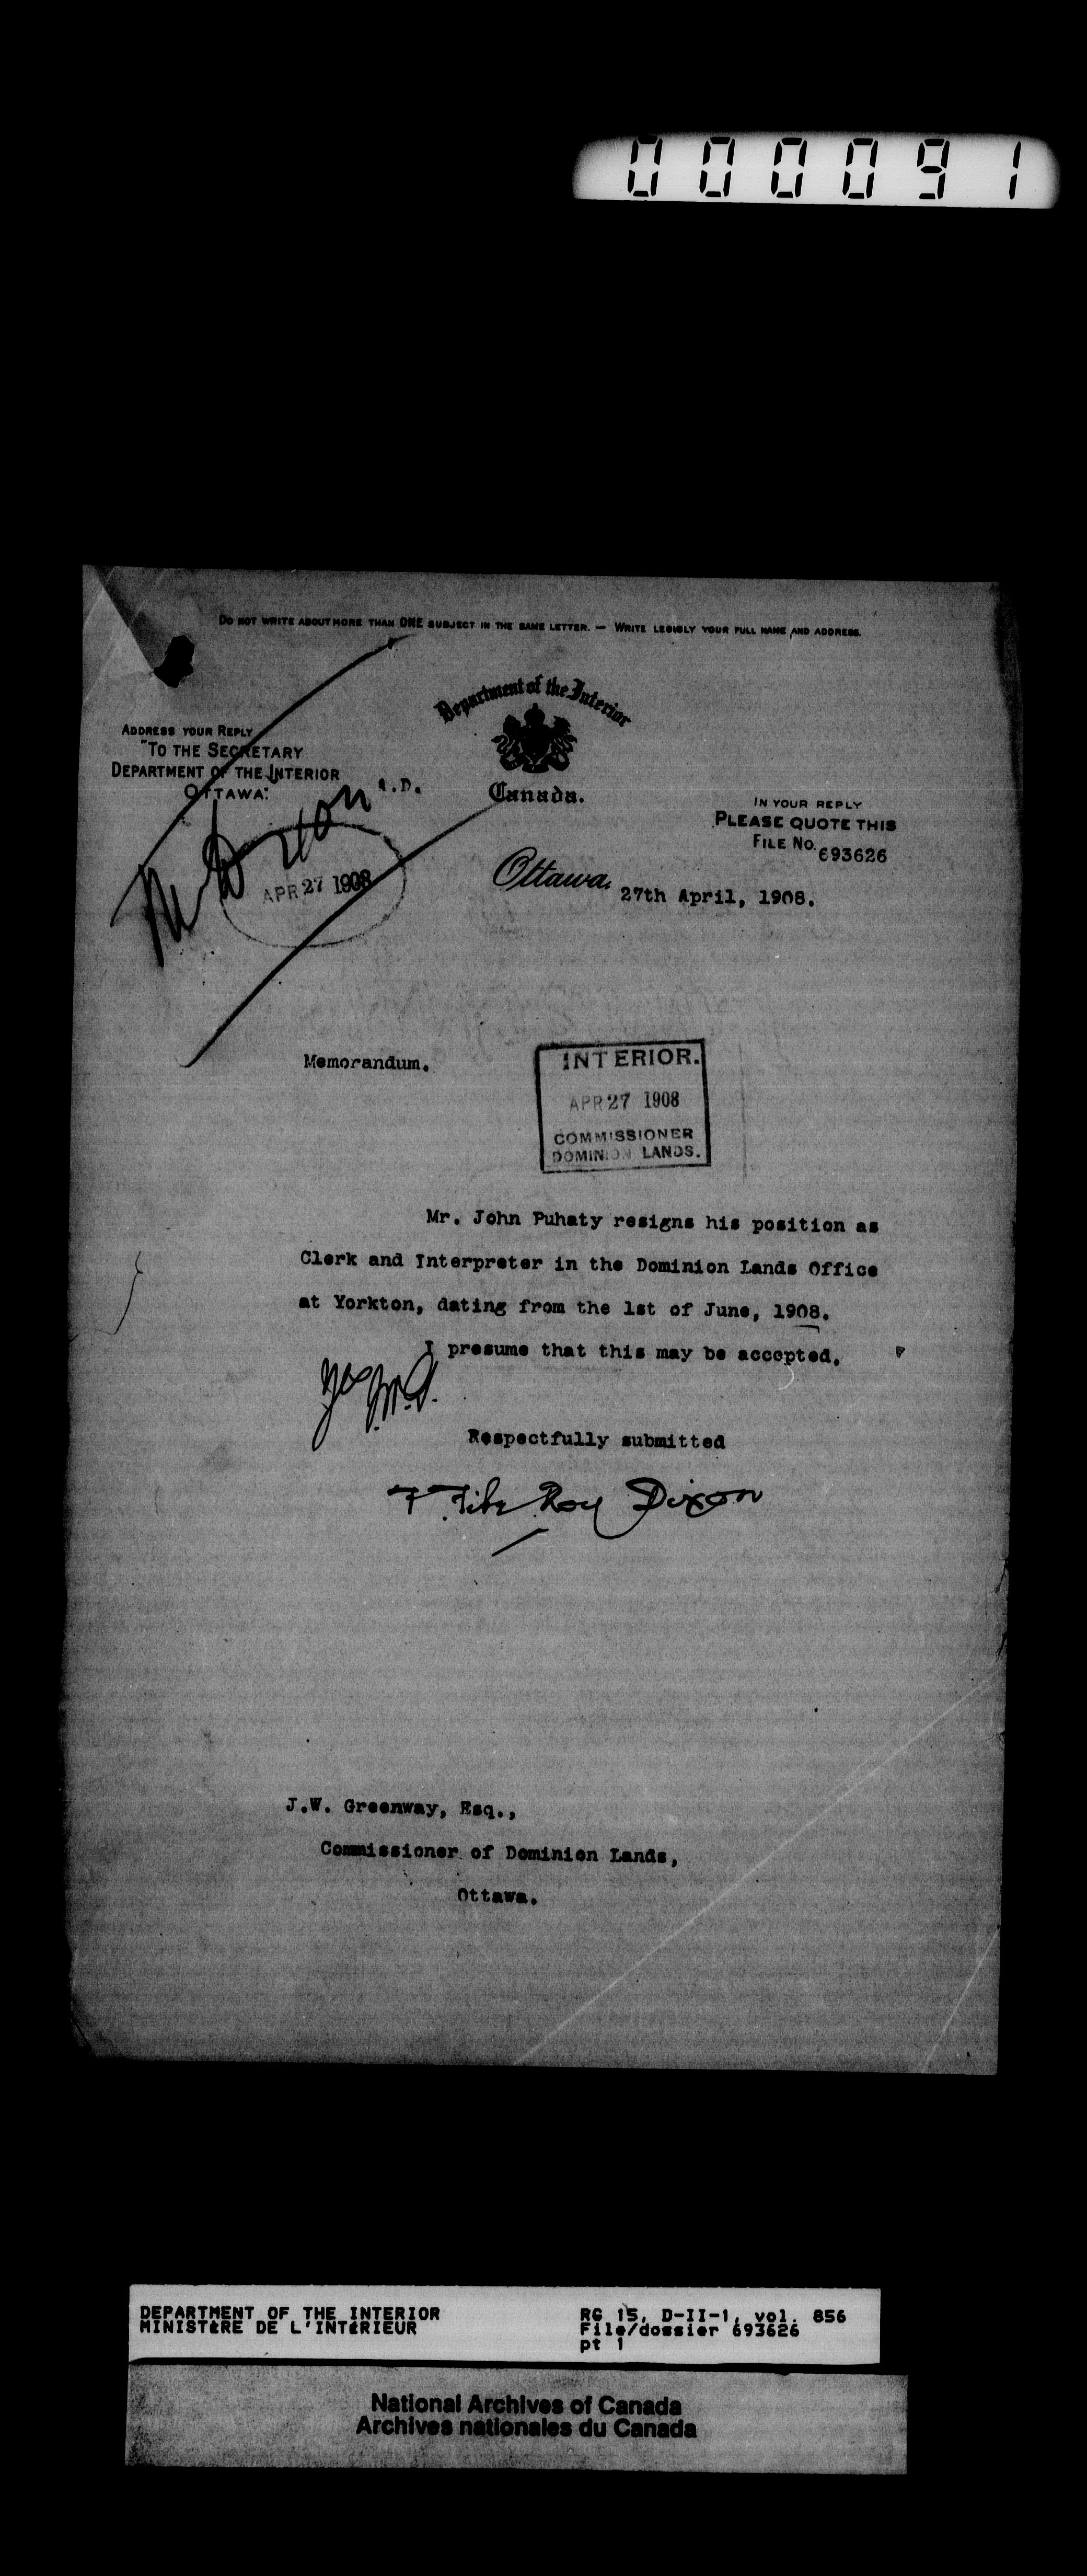 000091
DO NOT WRITE ABOUT MORE THAN ONE SUBJECT IN THE SAME LETTER. — WRITE LEGIBLY YOUR FULL NAME AND ADDRESS.
Department of the Interior
Canada.
ADDRESS YOUR REPLY
"TO THE SECRETARY
DEPARTMENT OF THE INTERIOR
OTTAWA."
A.D.
IN YOUR REPLY
PLEASE QUOTE THIS
FILE No. 693626
APR 27 1908
Ottawa, 27th April, 1908.
Memorandum.
INTERIOR.
APR 27 1908
COMMISSIONER
DOMINION LANDS.
Mr. John Puhaty resigns his position as
Clerk and Interpreter in the Dominion Lands Office
at Yorkton, dating from the 1st of June, 1908.
I presume that this may be accepted.
Yes
Respectfully submitted
F Fitz Roy Dixon
J.W. Greenway, Esq.,
Commissioner of Dominion Lands,
Ottawa.
DEPARTMENT OF THE INTERIOR
MINISTÈRE DE L'INTÉRIEUR
RG 15, D-II-1, vol. 856
File/dossier 693626
pt 1
National Archives of Canada
Archives nationales du Canada